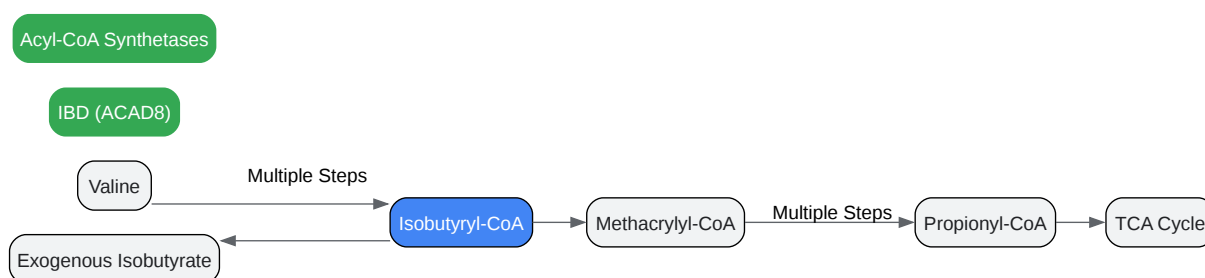 Acyl-CoA Synthetases
IBD (ACAD8)
Valine
Multiple Steps
Isobutyryl-CoA
Methacrylyl-CoA
Multiple Steps
Propionyl-CoA
TCA Cycle
Exogenous Isobutyrate